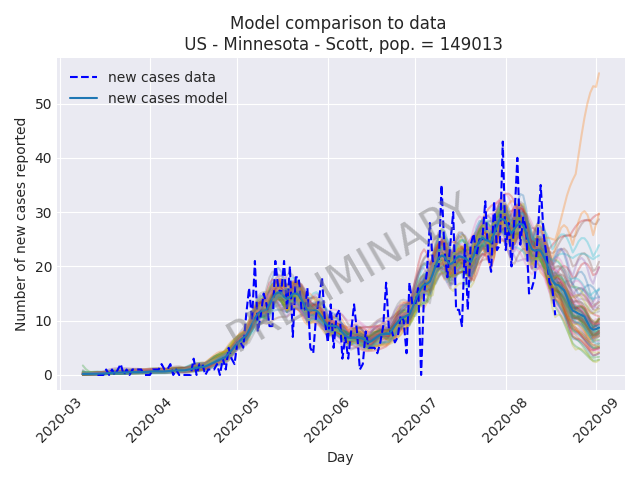 Model comparison to data
US - Minnesota - Scott, pop. = 149013
new cases data
new cases model
Number of new cases reported
50
40
30
20
10
0
PRELIMINARY
2020-03
2020-04
2020-05
2020-06
2020-07
2020-08
2020-09
Day